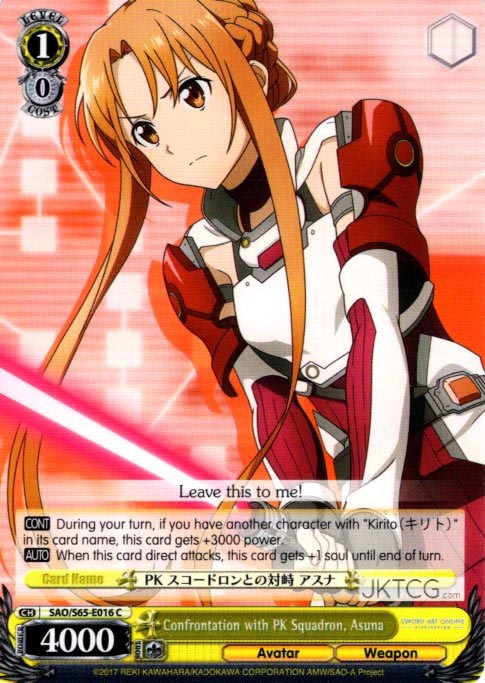 LEVEL
1
0
COST
Leave this to me!
CONT During your turn, if you have another character with "Kirito(キリト)"
in its card name, this card gets +3000 power.
AUTO When this card direct attacks, this card gets +1 soul until end of turn.
Card Name PK スコードロンとの対峙 アスナ
JKTCG.com
CH SAO/S65-E016 C
Confrontation with PK Squadron, Asuna
SWORD ART ONLINE
POWER 4000 SOUL
Avatar Weapon
©2017 REKI KAWAHARA/KADOKAWA CORPORATION AMW/SAO-A Project